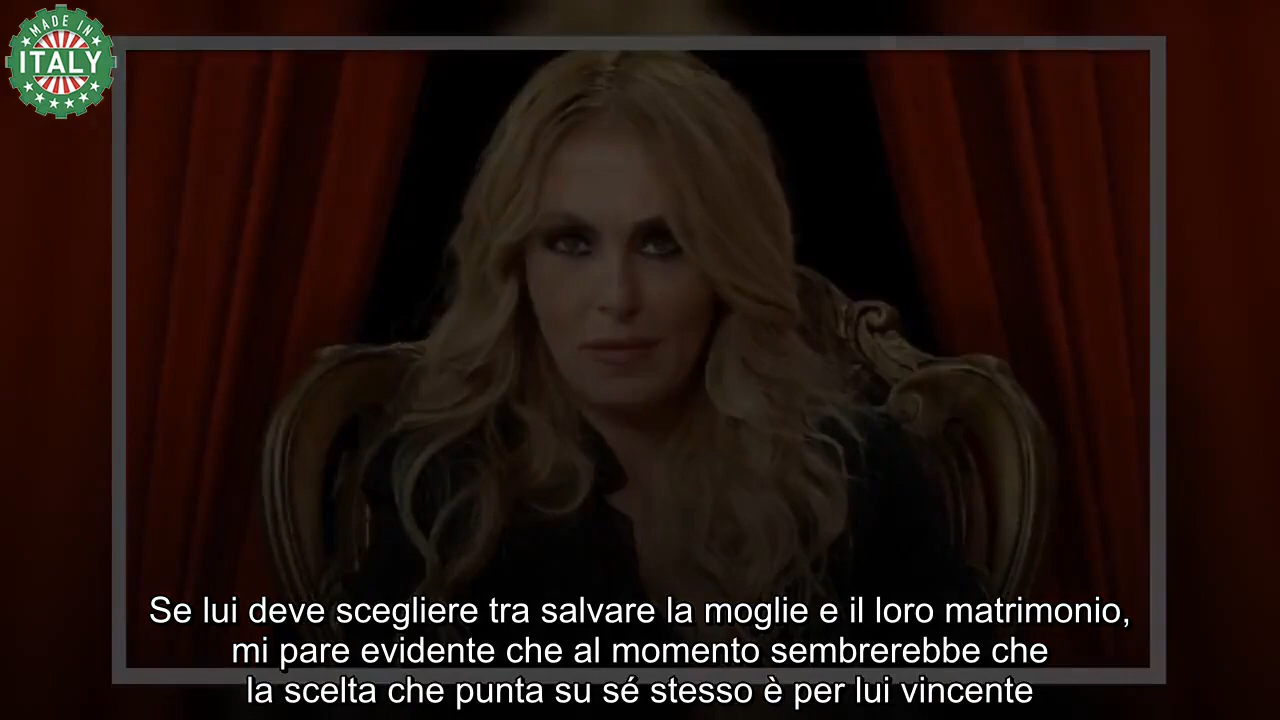 MADE IN
ITALY
Se lui deve scegliere tra salvare la moglie e il loro matrimonio,
mi pare evidente che al momento sembrerebbe che
la scelta che punta su sé stesso è per lui vincente